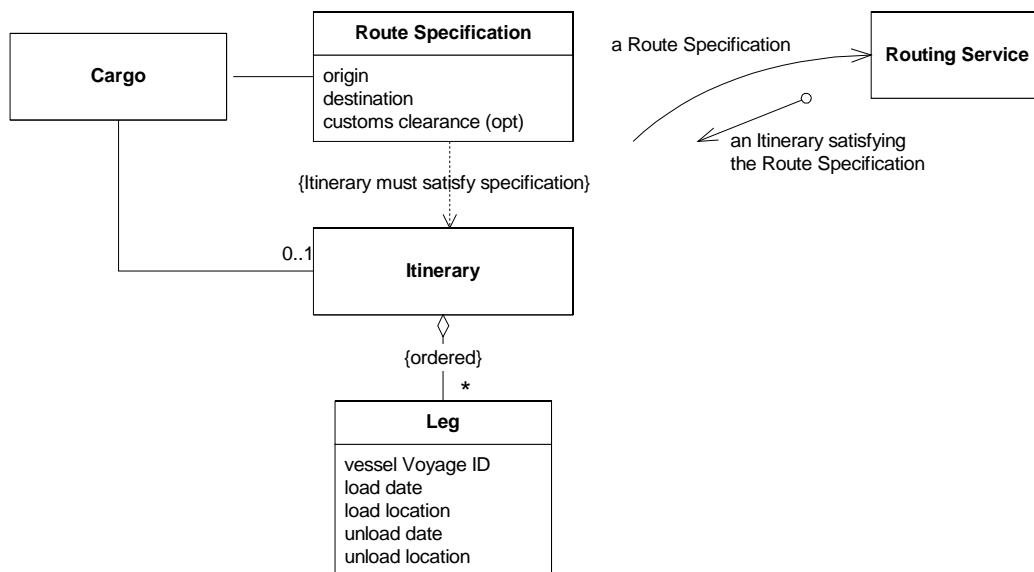 Cargo
Route Specification
origin
destination
customs clearance (opt)
a Route Specification
Routing Service
an Itinerary satisfying
the Route Specification
{Itinerary must satisfy specification}
0..1
Itinerary
{ordered}
*
Leg
vessel Voyage ID
load date
load location
unload date
unload location